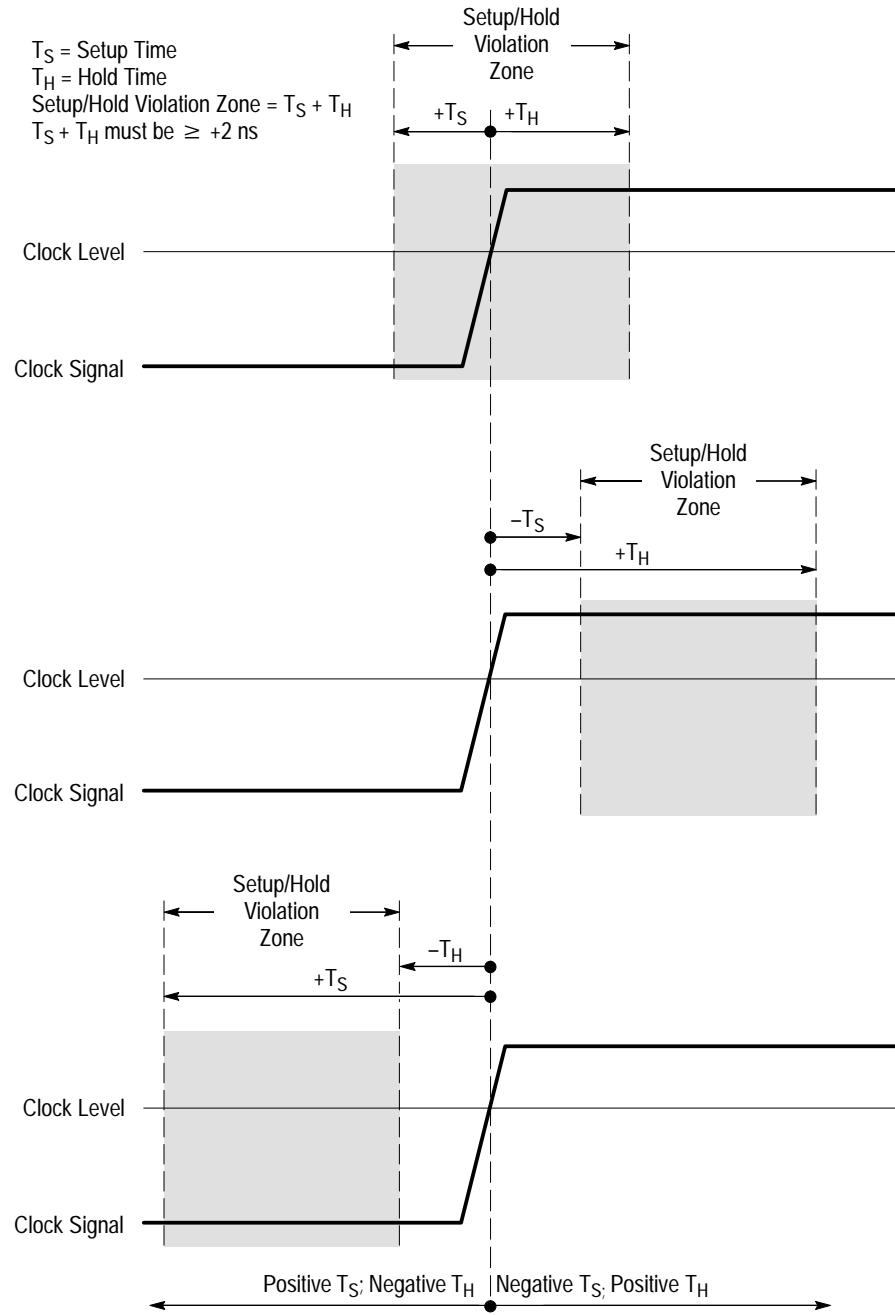 Setup/Hold
Violation
Zone
T_S = Setup Time
T_H = Hold Time
Setup/Hold Violation Zone = T_S + T_H
T_S + T_H must be ≥ +2 ns
+T_S +T_H
Clock Level
Clock Signal
Setup/Hold
Violation
Zone
–T_S
+T_H
Clock Level
Clock Signal
Setup/Hold
Violation
Zone
–T_H
+T_S
Clock Level
Clock Signal
Positive T_S; Negative T_H Negative T_S; Positive T_H